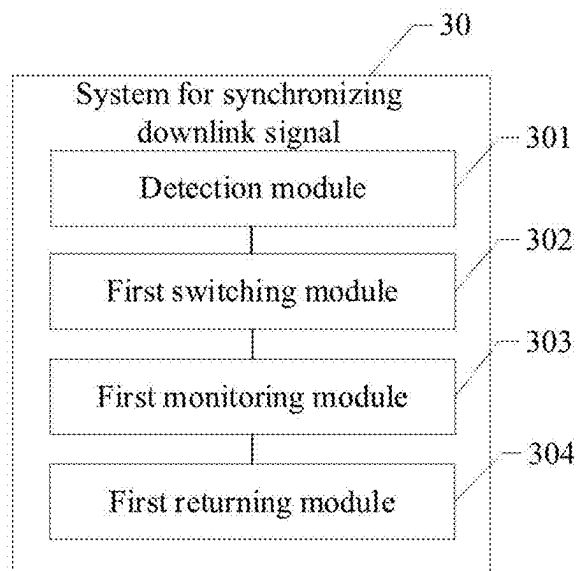 30
System for synchronizing
downlink signal
301
Detection module
302
First switching module
303
First monitoring module
304
First returning module